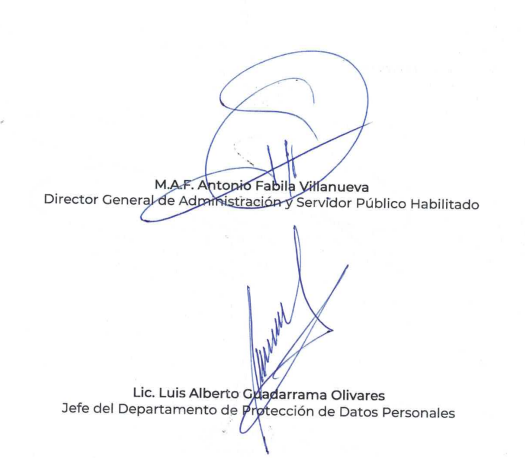 M.A.F. Antonio Fabila Villanueva
Director General de Administración y Servidor Público Habilitado
Lic. Luis Alberto Guadarrama Olivares
Jefe del Departamento de Protección de Datos Personales